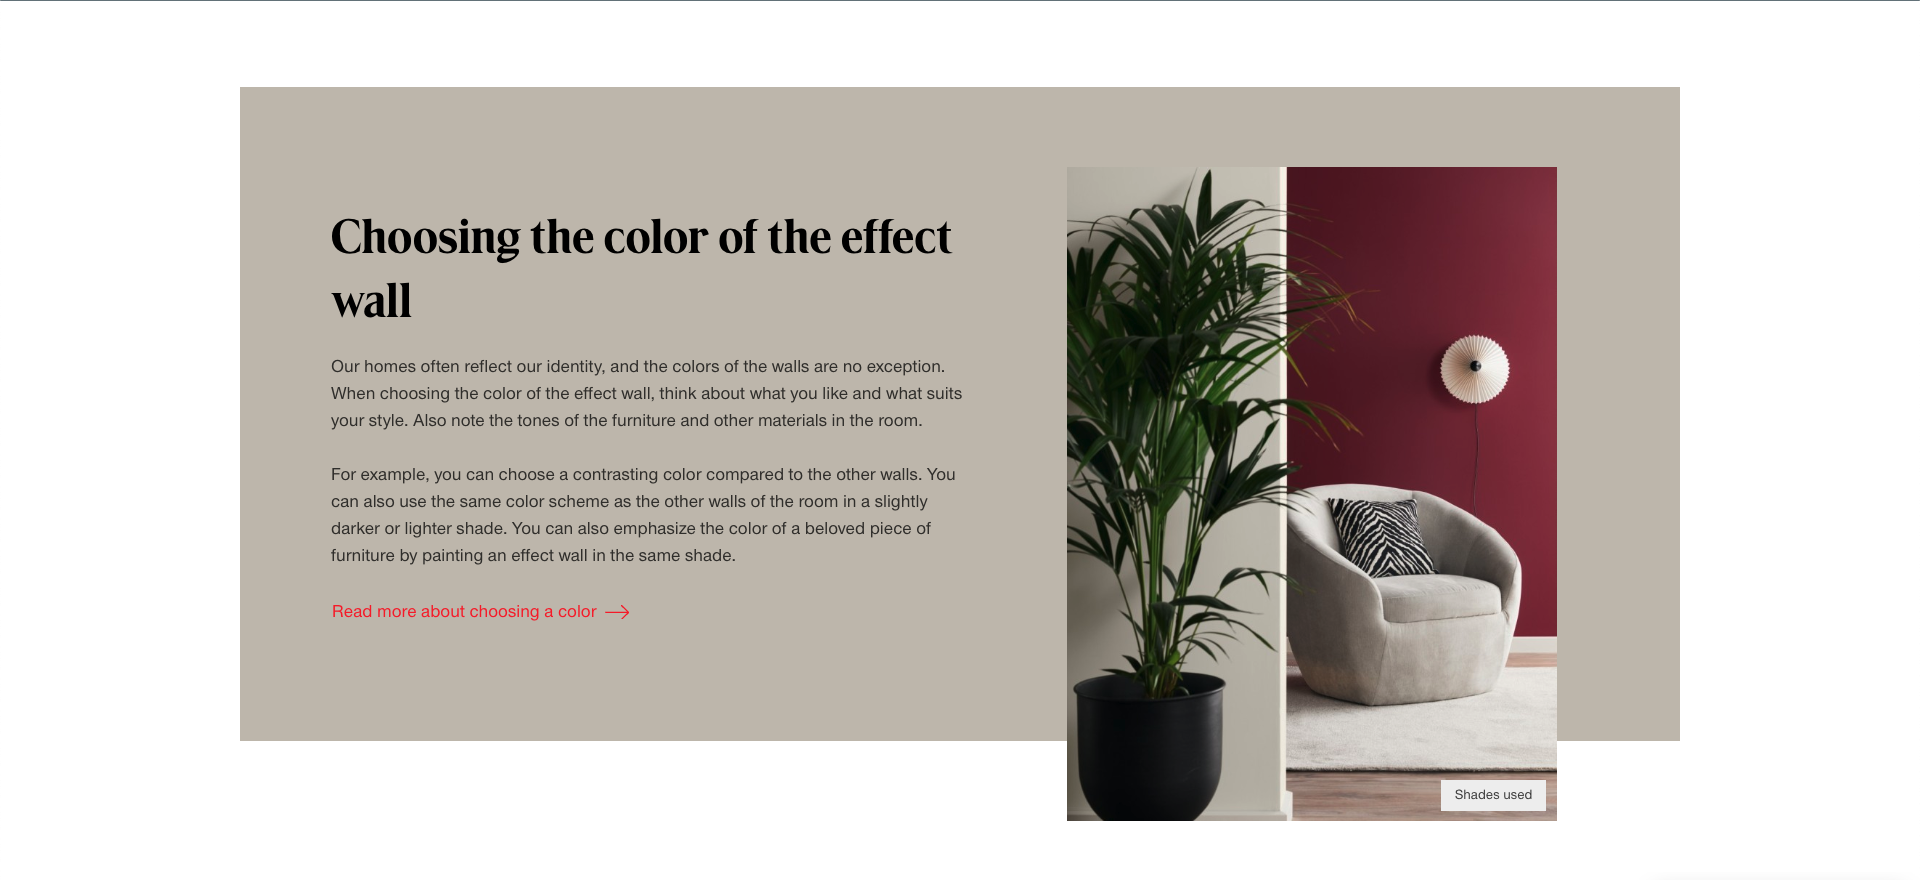 Choosing the color of the effect
wall
Our homes often reflect our identity, and the colors of the walls are no exception.
When choosing the color of the effect wall, think about what you like and what suits
your style. Also note the tones of the furniture and other materials in the room.
For example, you can choose a contrasting color compared to the other walls. You
can also use the same color scheme as the other walls of the room in a slightly
darker or lighter shade. You can also emphasize the color of a beloved piece of
furniture by painting an effect wall in the same shade.
Read more about choosing a color
Shades used